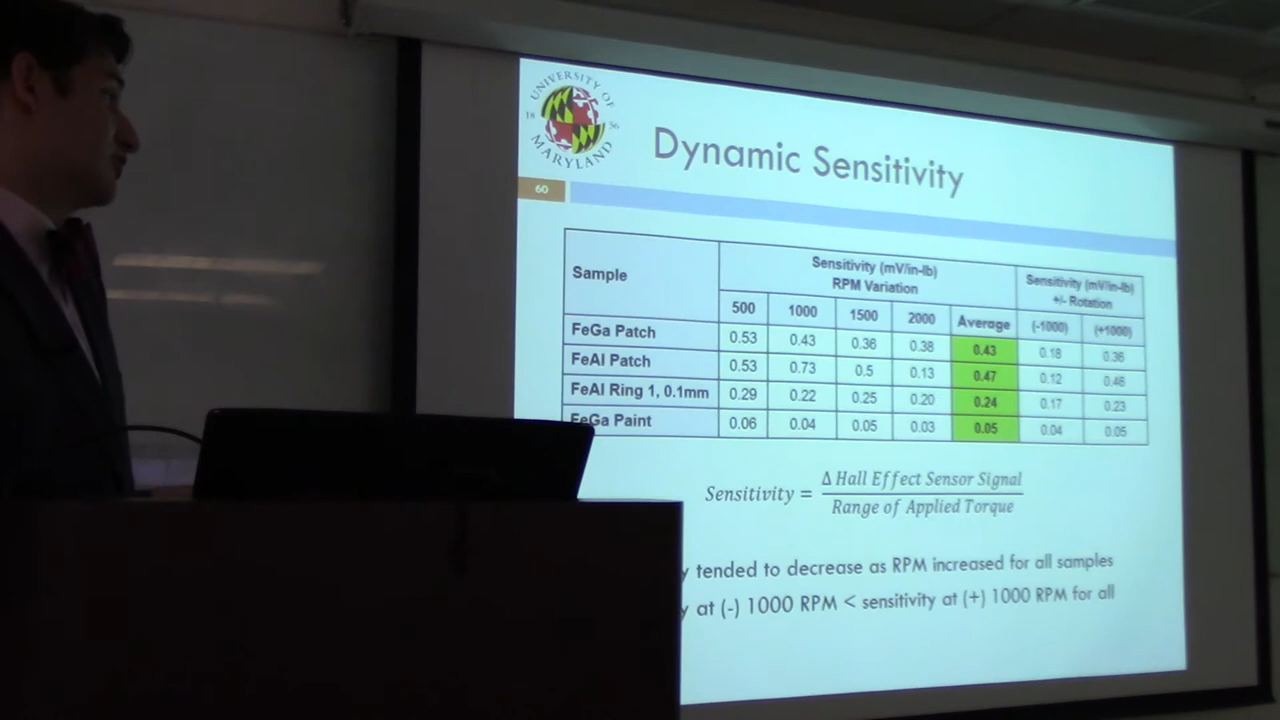 UNIVERSITY OF
18 56
MARYLAND
Dynamic Sensitivity
60
Sample
Sensitivity (mV/in-lb)
RPM Variation
Sensitivity (mV/in-lb)
+/- Rotation
500 1000 1500 2000 Average (-1000) (+1000)
FeGa Patch 0.53 0.43 0.36 0.38 0.43 0.18 0.36
FeAl Patch 0.53 0.73 0.5 0.13 0.47 0.12 0.46
FeAl Ring 1, 0.1mm 0.29 0.22 0.25 0.20 0.24 0.17 0.23
FeGa Paint 0.06 0.04 0.05 0.03 0.05 0.04 0.05
Sensitivity = Δ Hall Effect Sensor Signal
Range of Applied Torque
y tended to decrease as RPM increased for all samples
y at (-) 1000 RPM < sensitivity at (+) 1000 RPM for all